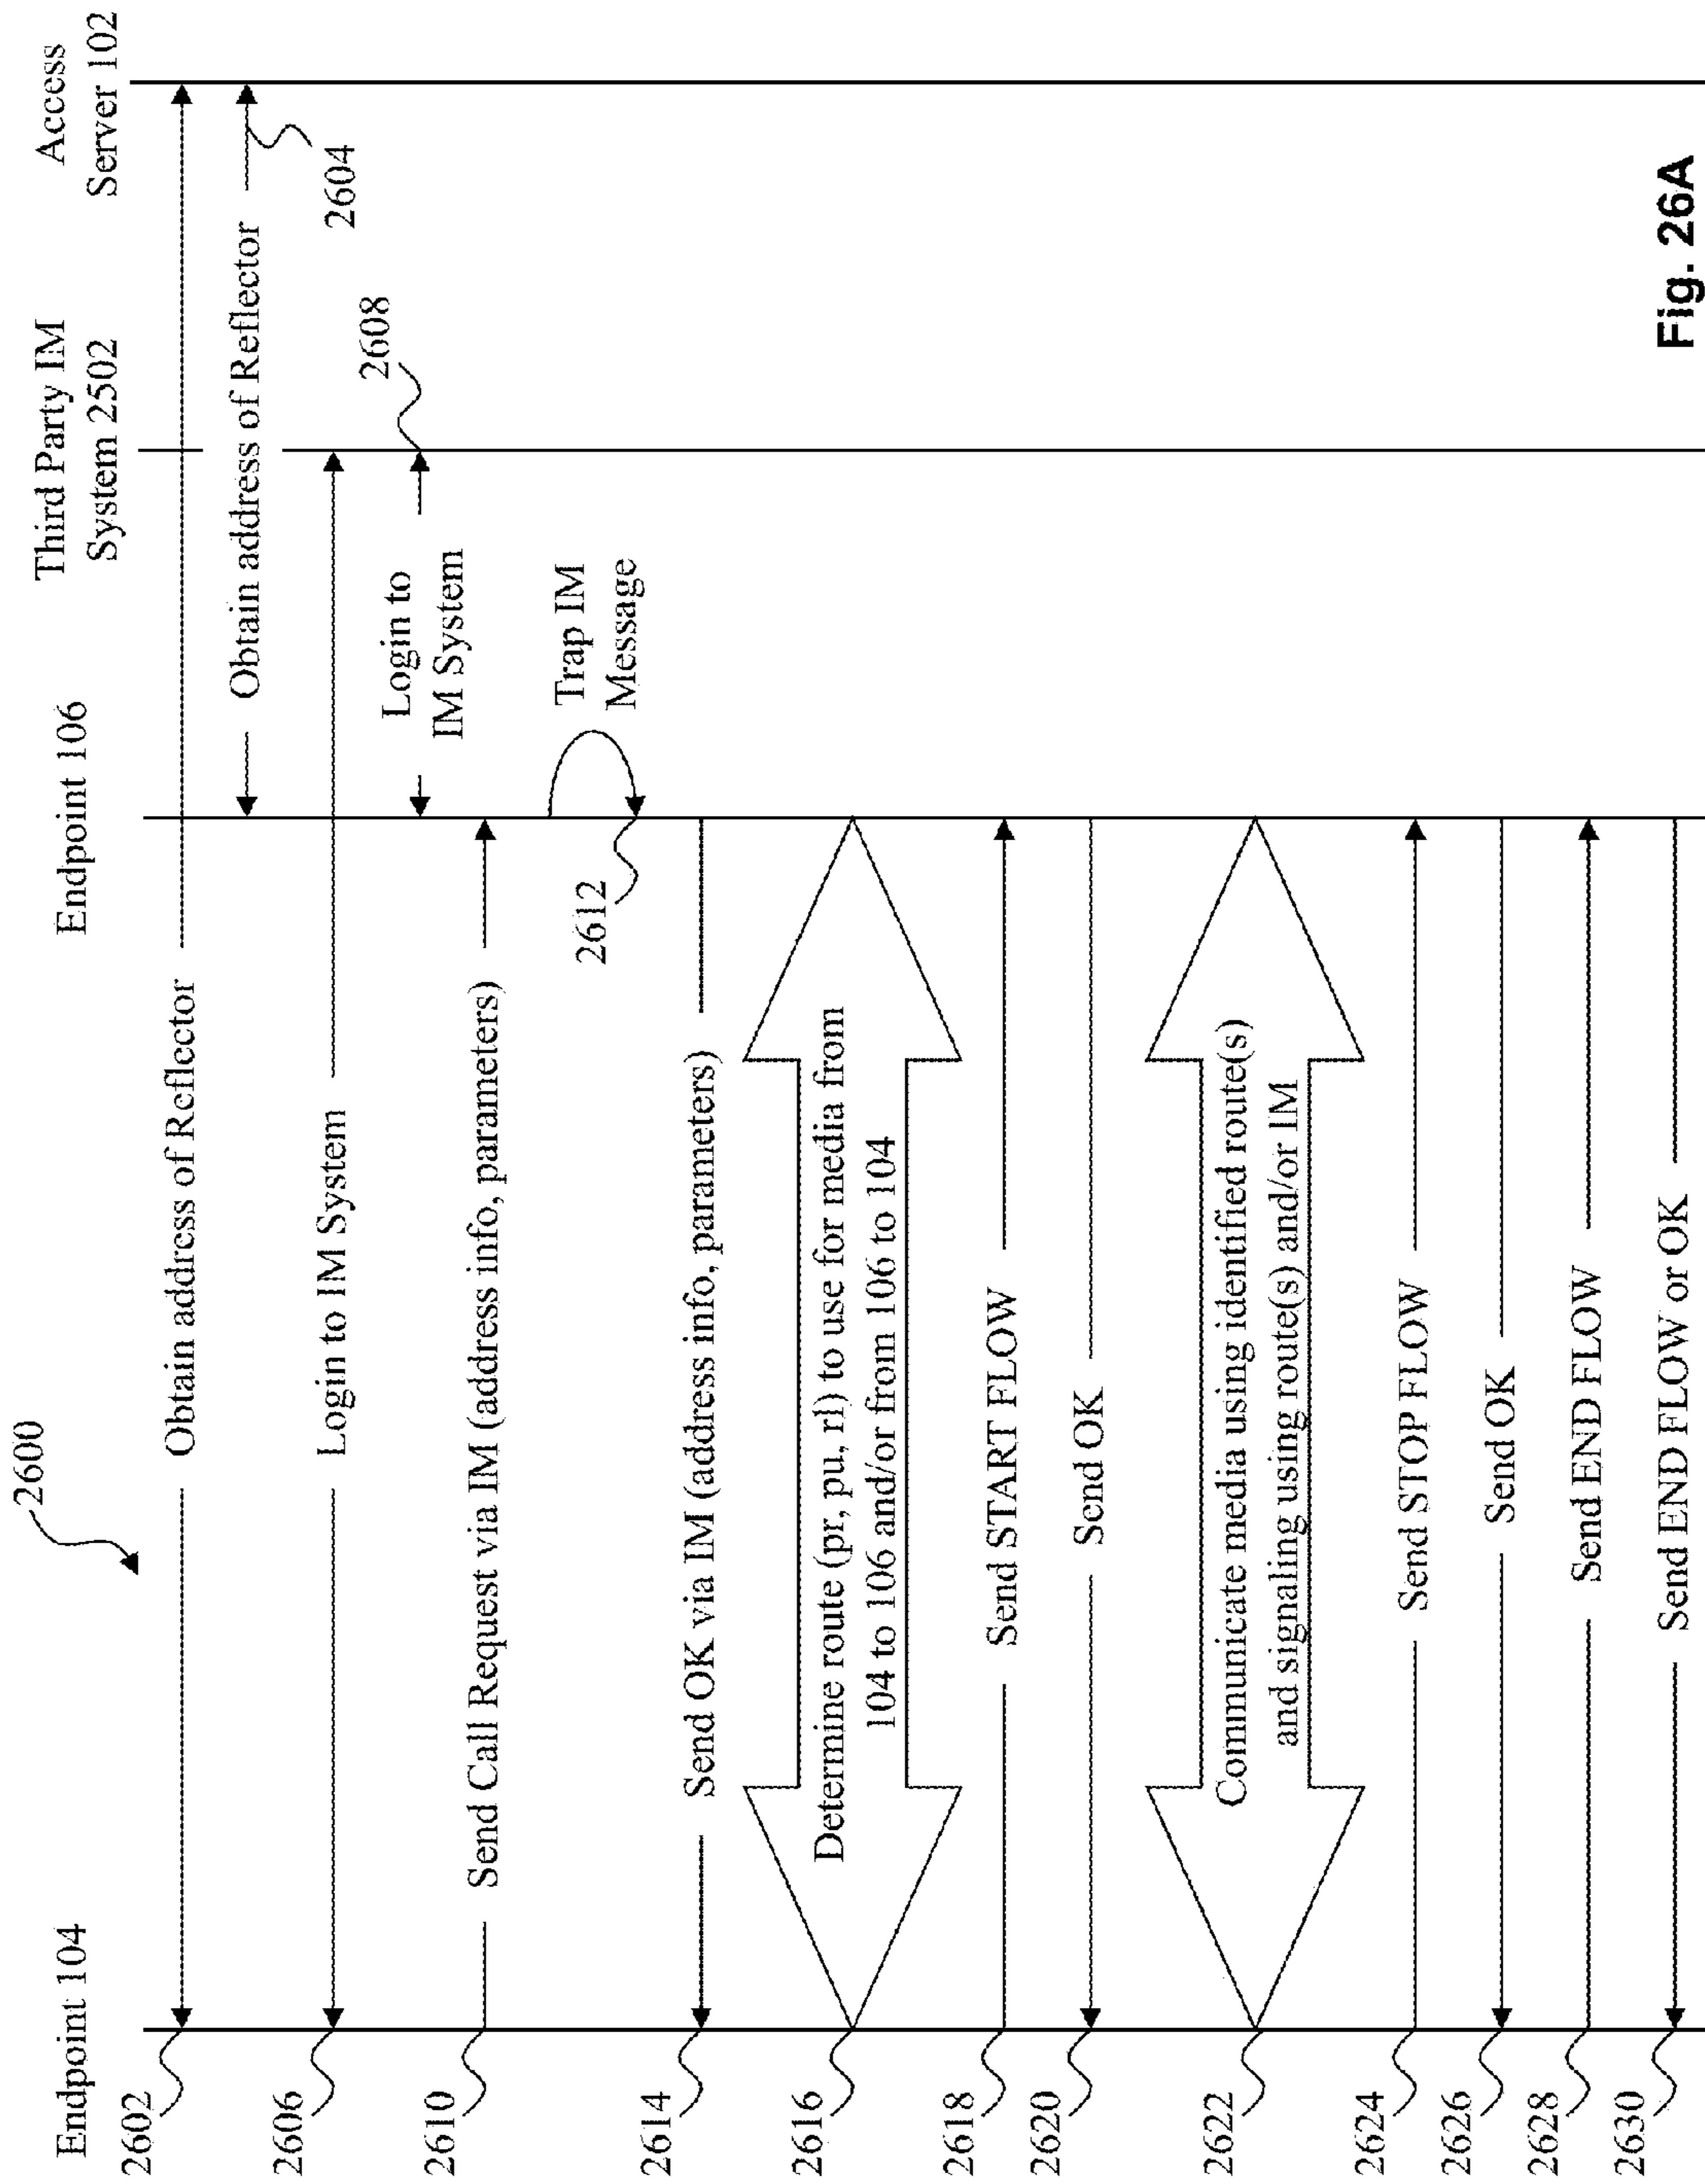 2600
Endpoint 104
Endpoint 106
Third Party IM
System 2502
Access
Server 102
2602
Obtain address of Reflector
Obtain address of Reflector
2604
2606
Login to IM System
Login to
IM System
2608
2610
Send Call Request via IM (address info, parameters)
Trap IM
Message
2612
2614
Send OK via IM (address info, parameters)
2616
Determine route (pr, pu, rl) to use for media from
104 to 106 and/or from 106 to 104
2618
Send START FLOW
2620
Send OK
2622
Communicate media using identified route(s)
and signaling using route(s) and/or IM
2624
Send STOP FLOW
2626
Send OK
2628
Send END FLOW
2630
Send END FLOW or OK
Fig. 26A